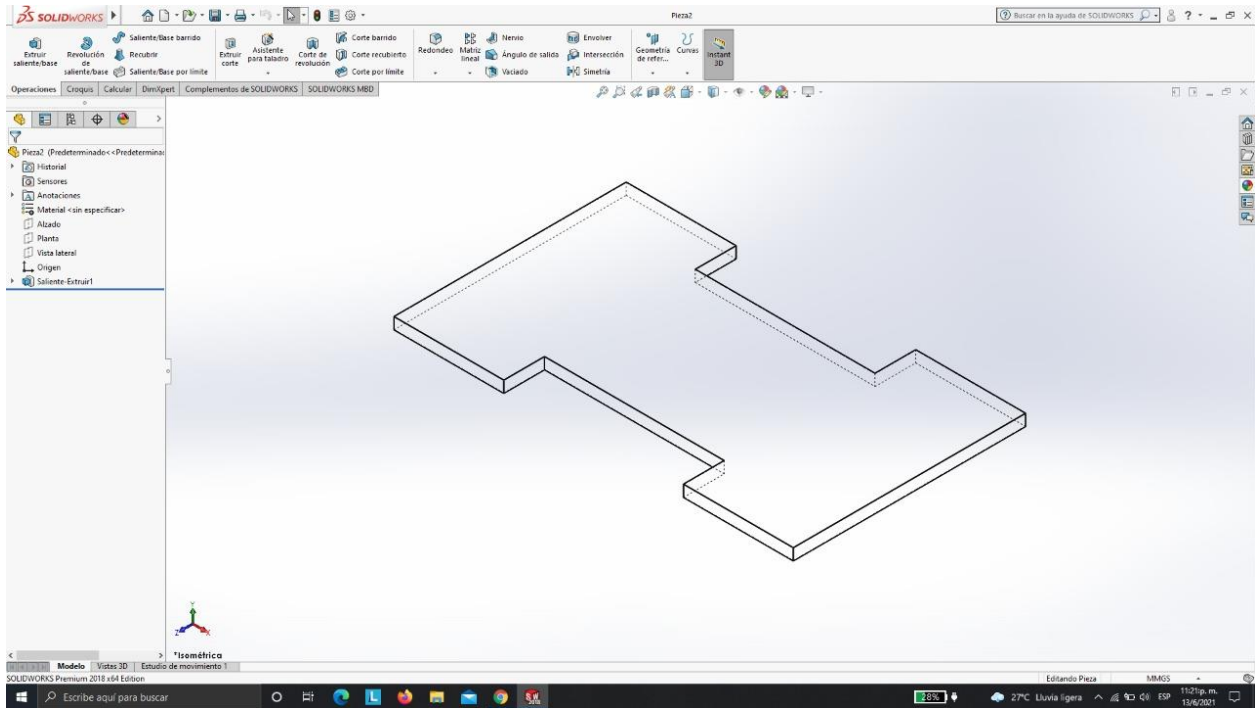 SOLIDWORKS
Pieza2
Buscar en la ayuda de SOLIDWORKS
Extruir saliente/base
Revolución de saliente/base
Saliente/Base barrido
Recubrir
Saliente/Base por límite
Extruir corte
Asistente para taladro
Corte de revolución
Corte barrido
Corte recubierto
Corte por límite
Redondeo
Matriz lineal
Nervio
Ángulo de salida
Vaciado
Envolver
Intersección
Simetría
Geometría de refer...
Curvas
Instant 3D
Operaciones Croquis Calcular DimXpert Complementos de SOLIDWORKS SOLIDWORKS MBD
Pieza2 (Predeterminado<<Predetermina
Historial
Sensores
Anotaciones
Material <sin especificar>
Alzado
Planta
Vista lateral
Origen
Saliente-Extruir1
Y
Z X
*Isométrica
Modelo Vistas 3D Estudio de movimiento 1
SOLIDWORKS Premium 2018 x64 Edition
Editando Pieza MMGS
Escribe aquí para buscar
28%
27°C Lluvia ligera
ESP
11:21 p. m.
13/6/2021